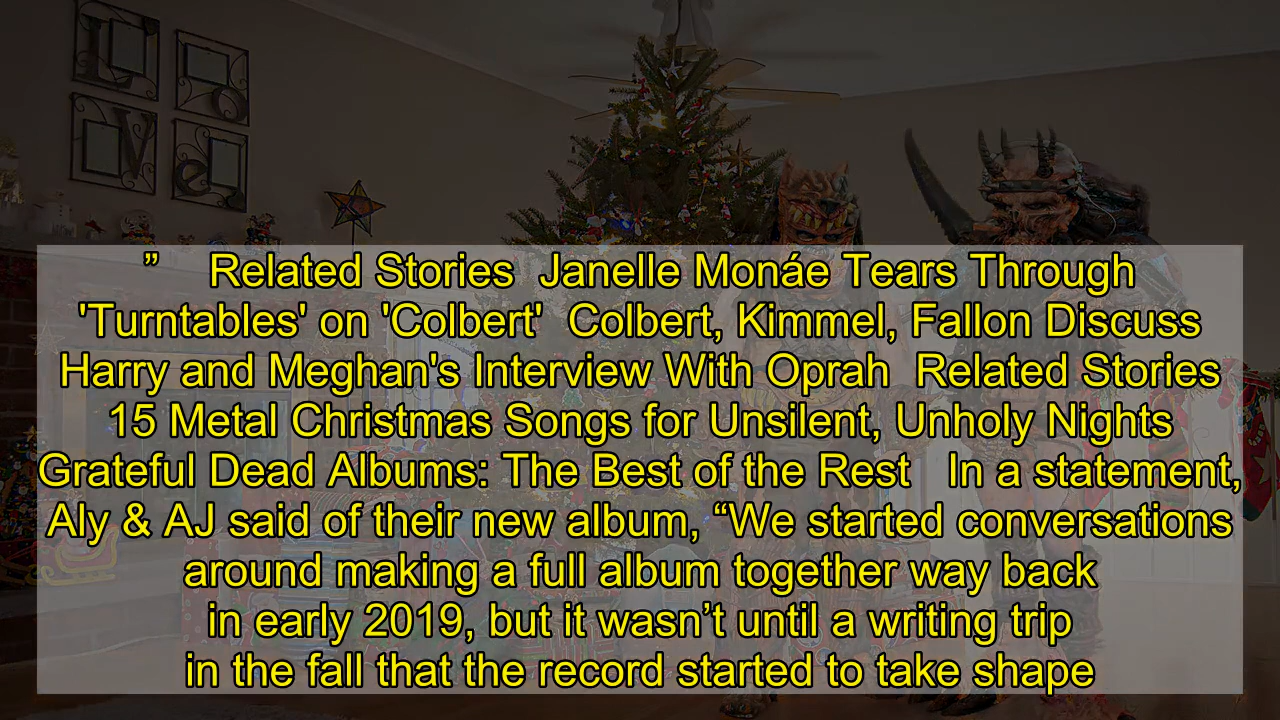 L O
V e
”    Related Stories  Janelle Monáe Tears Through
'Turntables' on 'Colbert'  Colbert, Kimmel, Fallon Discuss
Harry and Meghan's Interview With Oprah  Related Stories
15 Metal Christmas Songs for Unsilent, Unholy Nights
Grateful Dead Albums: The Best of the Rest   In a statement,
Aly & AJ said of their new album, “We started conversations
around making a full album together way back
in early 2019, but it wasn’t until a writing trip
in the fall that the record started to take shape